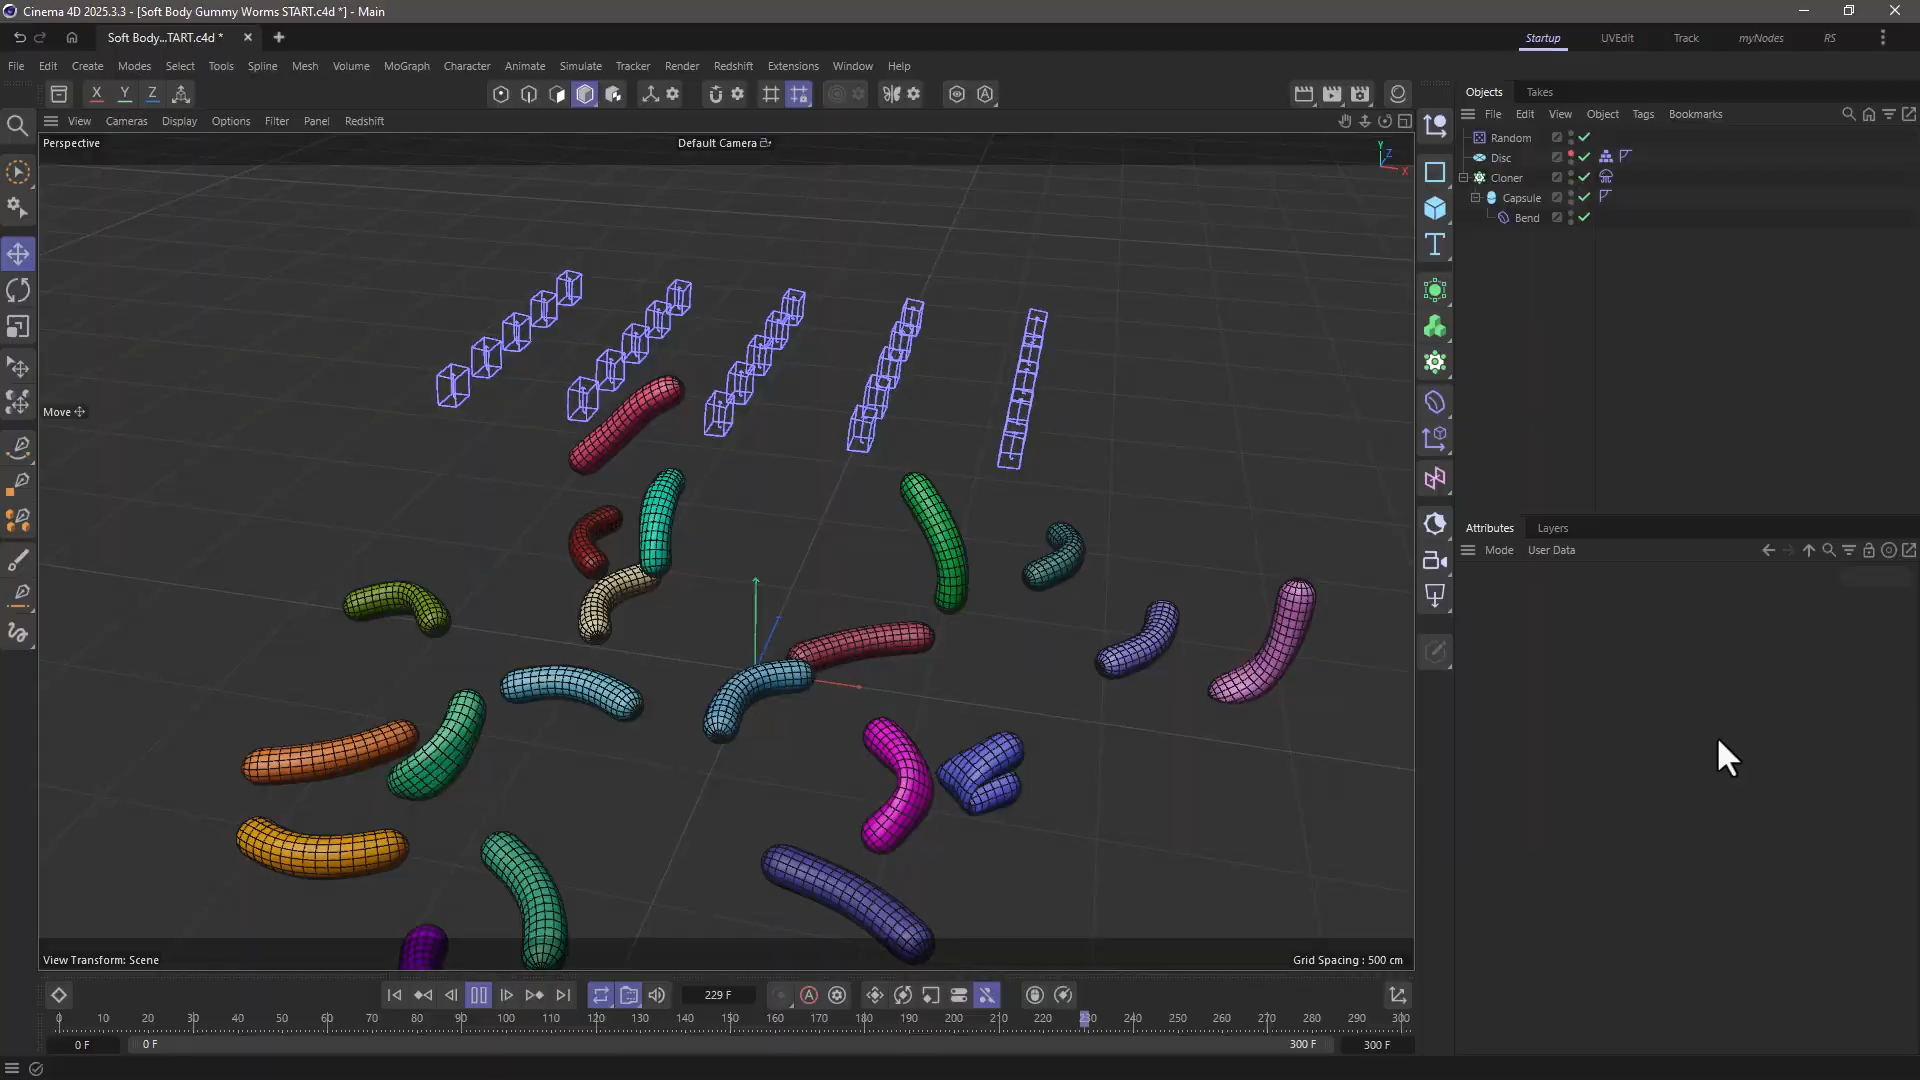 Cinema 4D 2025.3.3 - [Soft Body Gummy Worms START.c4d *] - Main
Soft Body...TART.c4d *
Startup
UVEdit
Track
myNodes
RS
File Edit Create Modes Select Tools Spline Mesh Volume MoGraph Character Animate Simulate Tracker Render Redshift Extensions Window Help
X Y Z
Objects Takes
View Cameras Display Options Filter Panel Redshift
File Edit View Object Tags Bookmarks
Perspective
Default Camera
Y
Z
X
Random
Disc
Cloner
Capsule
Bend
Move
Attributes Layers
Mode User Data
View Transform: Scene
Grid Spacing : 500 cm
229 F
0 10 20 30 40 50 60 70 80 90 100 110 120 130 140 150 160 170 180 190 200 210 220 230 240 250 260 270 280 290 300
0 F
0 F
300 F
300 F